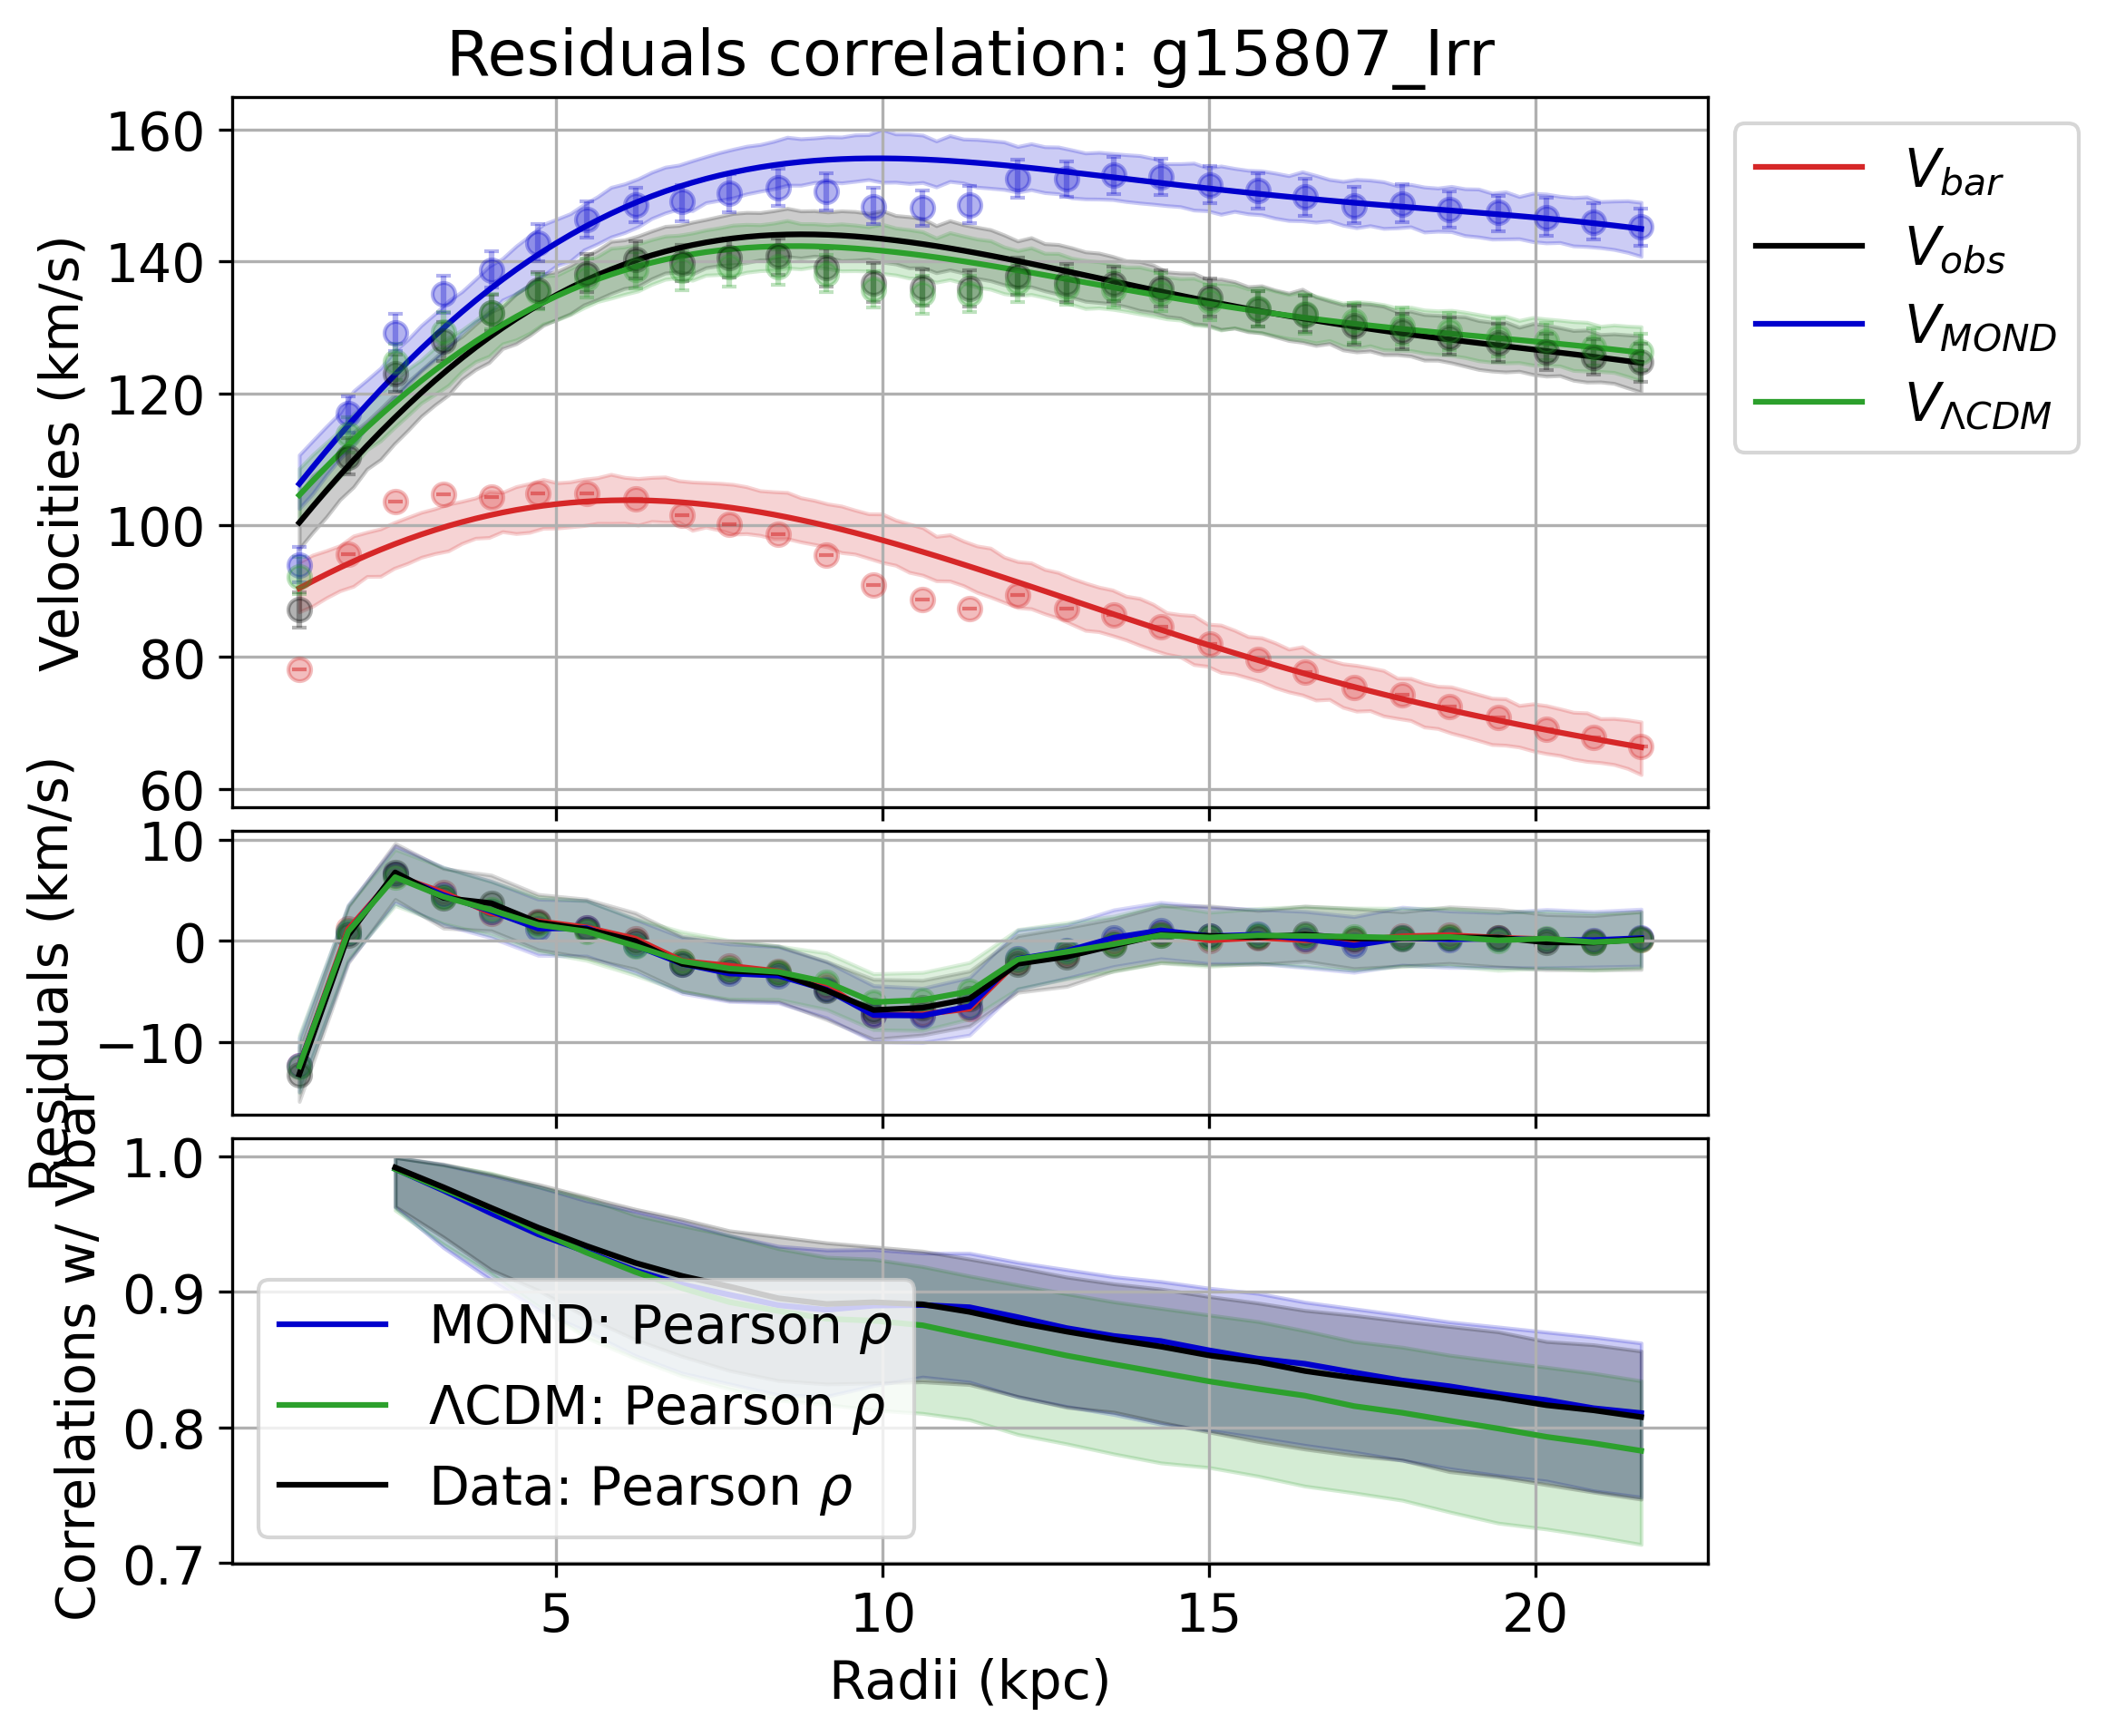 Residuals correlation: g15807_Irr
160
140
120
100
80
60
Velocities (km/s)
V_bar
V_obs
V_MOND
V_ΛCDM
10
0
−10
Residuals (km/s)
1.0
0.9
0.8
0.7
Correlations w/ Vbar
MOND: Pearson ρ
ΛCDM: Pearson ρ
Data: Pearson ρ
5 10 15 20
Radii (kpc)